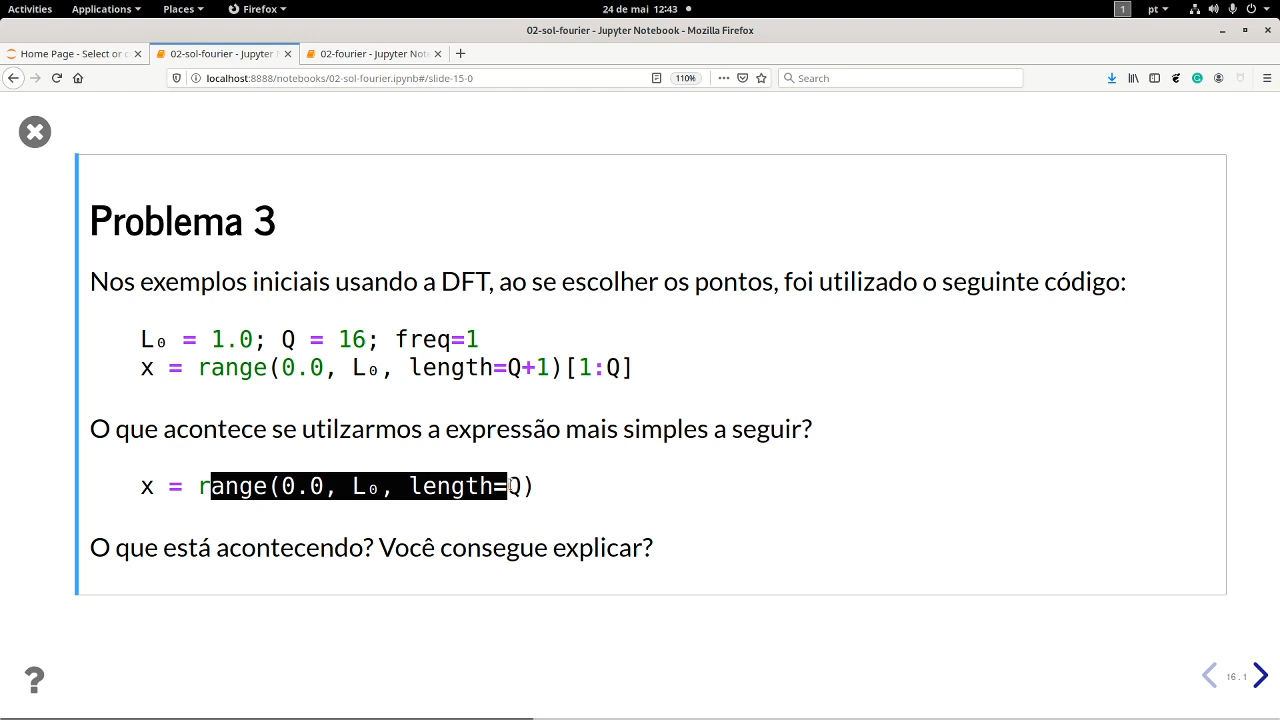 Activities Applications Places Firefox 24 de mai 12:43 1 pt
02-sol-fourier - Jupyter Notebook - Mozilla Firefox
Home Page - Select or c 02-sol-fourier - Jupyter 02-fourier - Jupyter Note
localhost:8888/notebooks/02-sol-fourier.ipynb#/slide-15-0 110% Search
Problema 3
Nos exemplos iniciais usando a DFT, ao se escolher os pontos, foi utilizado o seguinte código:
L₀ = 1.0; Q = 16; freq=1
x = range(0.0, L₀, length=Q+1)[1:Q]
O que acontece se utilzarmos a expressão mais simples a seguir?
x = range(0.0, L₀, length=Q)
O que está acontecendo? Você consegue explicar?
?
16.1